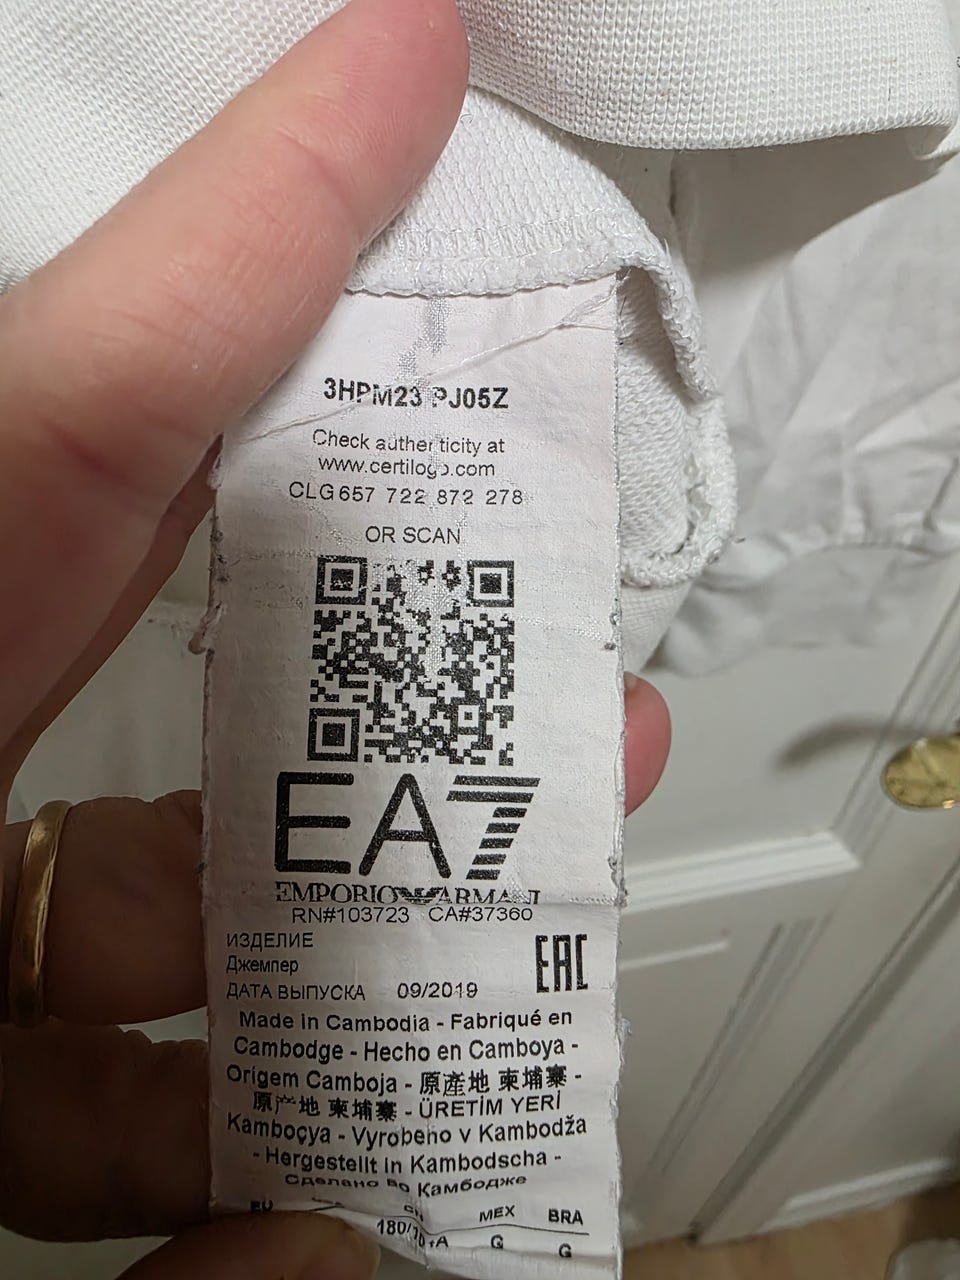 3HPM23 PJ05Z
Check authenticity at
www.certilogo.com
CLG 657 722 872 278
OR SCAN
EA7
EMPORIO ARMANI
RN#103723 CA#37360
ИЗДЕЛИЕ
Джемпер
EAC
ДАТА ВЫПУСКА 09/2019
Made in Cambodia - Fabriqué en
Cambodge - Hecho en Camboya -
Origem Camboja - 原產地 柬埔寨 -
原产地 柬埔寨 - ÜRETİM YERİ
Kamboçya - Vyrobeno v Kambodža
- Hergestellt in Kambodscha -
Сделано во Камбодже
EU CN MEX BRA
G G